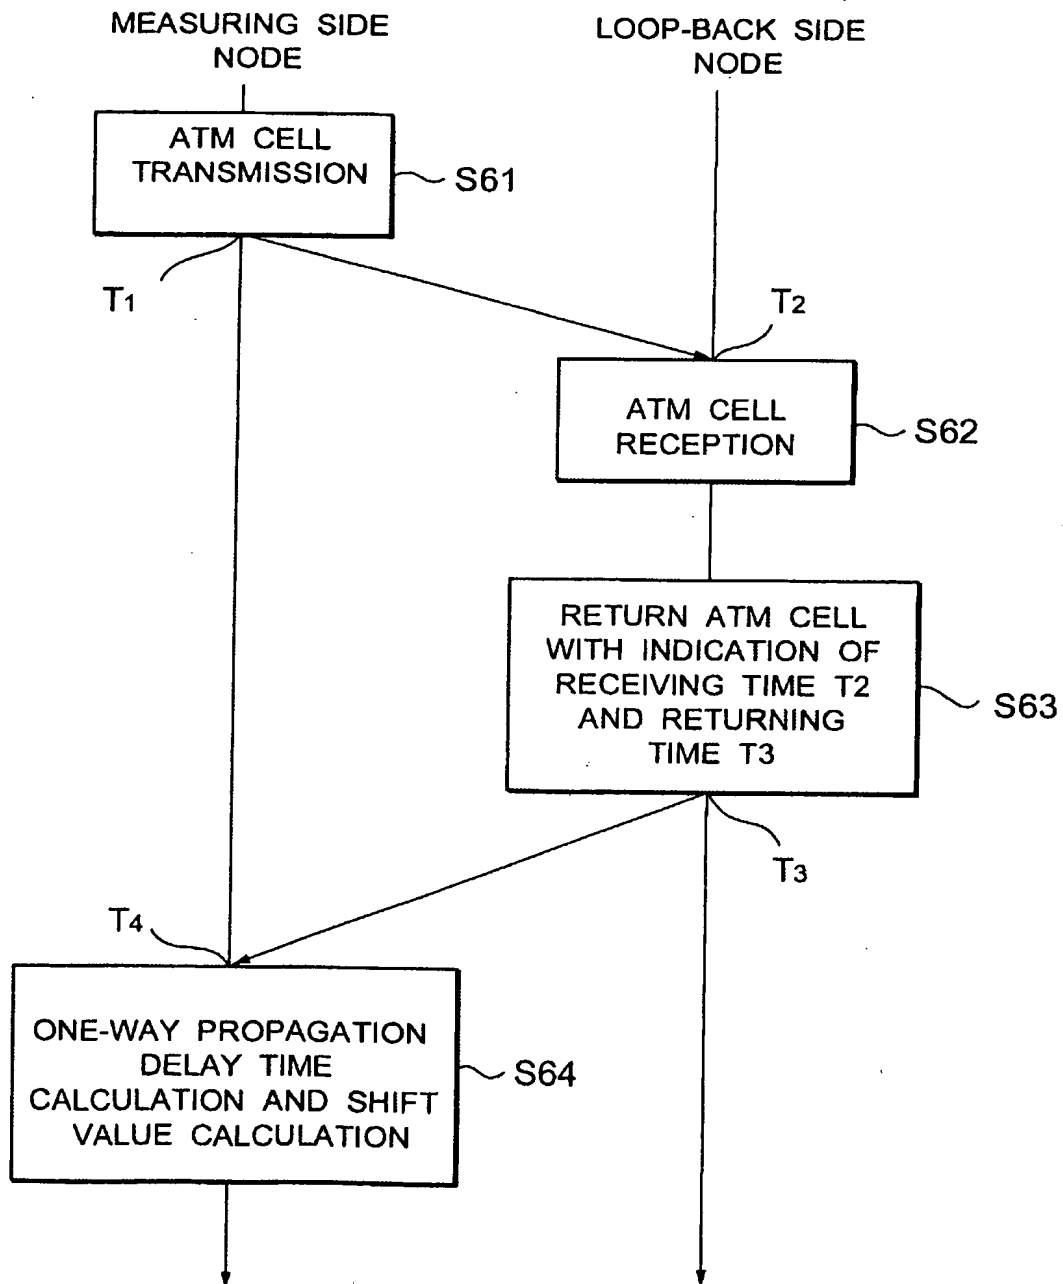 MEASURING SIDE
NODE
LOOP-BACK SIDE
NODE
ATM CELL
TRANSMISSION
S61
T1
T2
ATM CELL
RECEPTION
S62
RETURN ATM CELL
WITH INDICATION OF
RECEIVING TIME T2
AND RETURNING
TIME T3
S63
T3
T4
ONE-WAY PROPAGATION
DELAY TIME
CALCULATION AND SHIFT
VALUE CALCULATION
S64